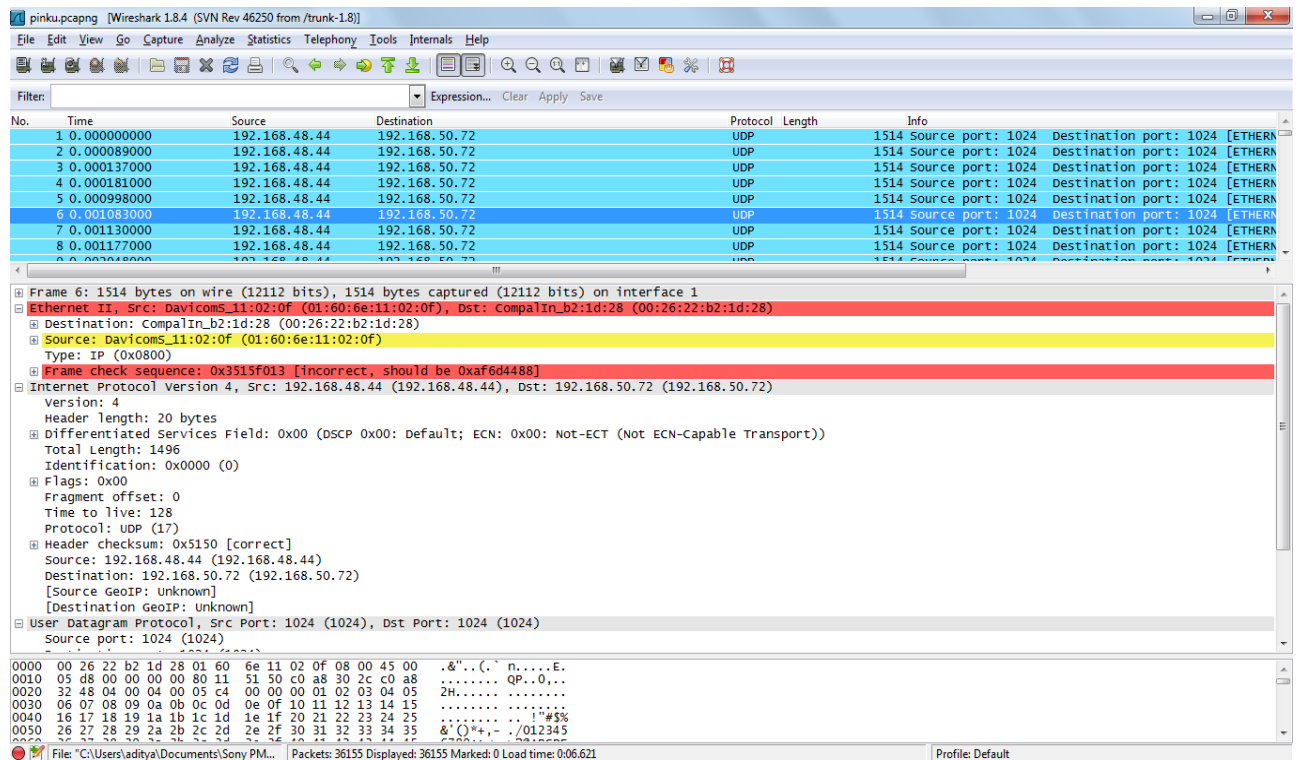 pinku.pcapng [Wireshark 1.8.4 (SVN Rev 46250 from /trunk-1.8)]
File Edit View Go Capture Analyze Statistics Telephony Tools Internals Help
Filter: Expression... Clear Apply Save
No. Time Source Destination Protocol Length Info
1 0.000000000 192.168.48.44 192.168.50.72 UDP 1514 Source port: 1024 Destination port: 1024 [ETHERN
2 0.000089000 192.168.48.44 192.168.50.72 UDP 1514 Source port: 1024 Destination port: 1024 [ETHERN
3 0.000137000 192.168.48.44 192.168.50.72 UDP 1514 Source port: 1024 Destination port: 1024 [ETHERN
4 0.000181000 192.168.48.44 192.168.50.72 UDP 1514 Source port: 1024 Destination port: 1024 [ETHERN
5 0.000998000 192.168.48.44 192.168.50.72 UDP 1514 Source port: 1024 Destination port: 1024 [ETHERN
6 0.001083000 192.168.48.44 192.168.50.72 UDP 1514 Source port: 1024 Destination port: 1024 [ETHERN
7 0.001130000 192.168.48.44 192.168.50.72 UDP 1514 Source port: 1024 Destination port: 1024 [ETHERN
8 0.001177000 192.168.48.44 192.168.50.72 UDP 1514 Source port: 1024 Destination port: 1024 [ETHERN
Frame 6: 1514 bytes on wire (12112 bits), 1514 bytes captured (12112 bits) on interface 1
Ethernet II, Src: DavicomS_11:02:0f (01:60:6e:11:02:0f), Dst: CompalIn_b2:1d:28 (00:26:22:b2:1d:28)
Destination: CompalIn_b2:1d:28 (00:26:22:b2:1d:28)
Source: DavicomS_11:02:0f (01:60:6e:11:02:0f)
Type: IP (0x0800)
Frame check sequence: 0x3515f013 [incorrect, should be 0xaf6d4488]
Internet Protocol Version 4, Src: 192.168.48.44 (192.168.48.44), Dst: 192.168.50.72 (192.168.50.72)
Version: 4
Header length: 20 bytes
Differentiated Services Field: 0x00 (DSCP 0x00: Default; ECN: 0x00: Not-ECT (Not ECN-Capable Transport))
Total Length: 1496
Identification: 0x0000 (0)
Flags: 0x00
Fragment offset: 0
Time to live: 128
Protocol: UDP (17)
Header checksum: 0x5150 [correct]
Source: 192.168.48.44 (192.168.48.44)
Destination: 192.168.50.72 (192.168.50.72)
[Source GeoIP: Unknown]
[Destination GeoIP: Unknown]
User Datagram Protocol, Src Port: 1024 (1024), Dst Port: 1024 (1024)
Source port: 1024 (1024)
0000 00 26 22 b2 1d 28 01 60 6e 11 02 0f 08 00 45 00 .&"..(.` n.....E.
0010 05 d8 00 00 00 00 80 11 51 50 c0 a8 30 2c c0 a8 ........ QP..0,..
0020 32 48 04 00 04 00 05 c4 00 00 00 01 02 03 04 05 2H...... ........
0030 06 07 08 09 0a 0b 0c 0d 0e 0f 10 11 12 13 14 15 ........ ........
0040 16 17 18 19 1a 1b 1c 1d 1e 1f 20 21 22 23 24 25 ........ .. !"#$%
0050 26 27 28 29 2a 2b 2c 2d 2e 2f 30 31 32 33 34 35 &'()*+,- ./012345
File: "C:\Users\aditya\Documents\Sony PM... Packets: 36155 Displayed: 36155 Marked: 0 Load time: 0:06.621 Profile: Default